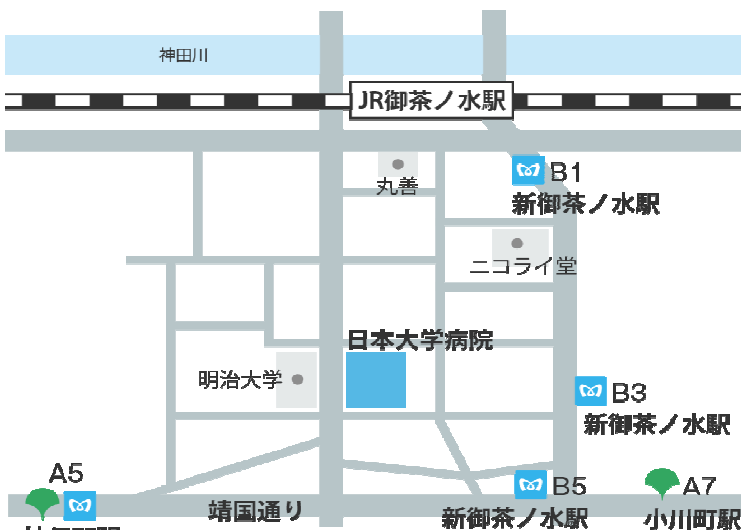 神田川
JR御茶ノ水駅
丸善
B1
新御茶ノ水駅
ニコライ堂
日本大学病院
明治大学
B3
新御茶ノ水駅
A5
靖国通り
B5
新御茶ノ水駅
A7
小川町駅